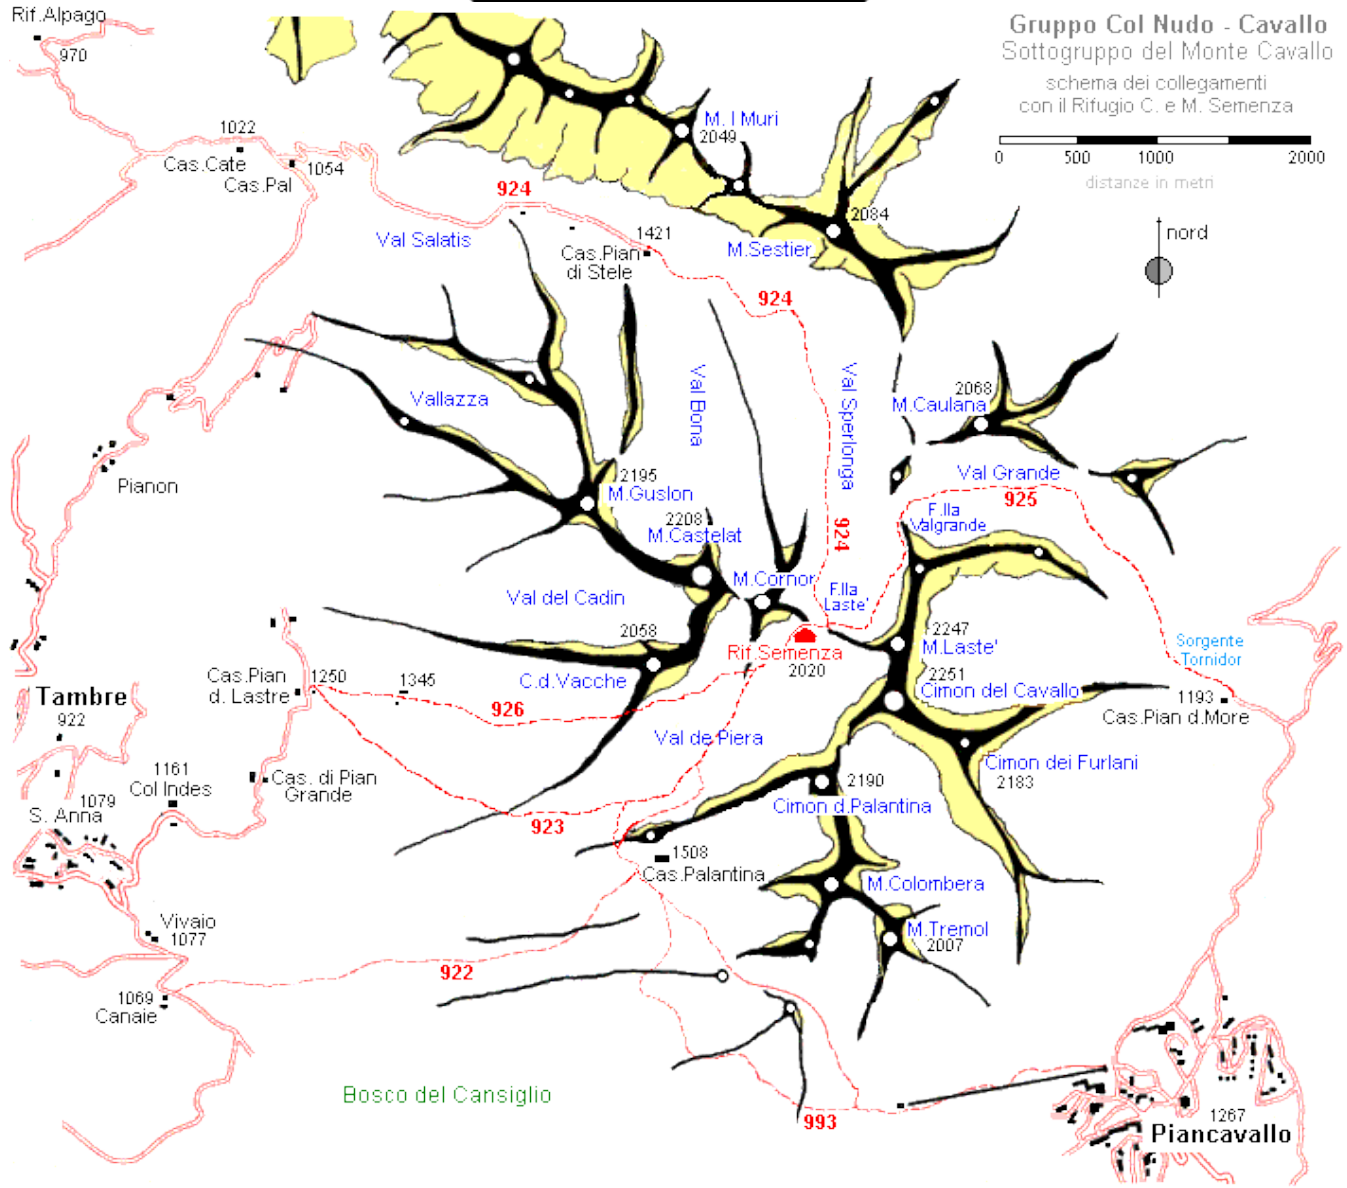 Rif.Alpago
970
Gruppo Col Nudo - Cavallo
Sottogruppo del Monte Cavallo
schema dei collegamenti
con il Rifugio C. e M. Semenza
0 500 1000 2000
distanze in metri
nord
M. I Muri
2049
1022
Cas.Cate
1054
Cas.Pal
924
2084
M.Sestier
Val Salatis
1421
Cas.Pian
di Stele
924
Vallazza
Val Bona
Val Sperlonga
2068
M.Caulana
Val Grande
925
Pianon
2195
M.Guslon
2208
M.Castelat
924
F.lla
Valgrande
M.Cornor
F.lla
Laste'
Val del Cadin
2058
C.d.Vacche
Rif.Semenza
2020
2247
M.Laste'
2251
Cimon del Cavallo
Sorgente
Tornidor
1193
Cas.Pian d.More
Cas.Pian
d. Lastre
1250
1345
926
Tambre
922
Val de Piera
Cimon dei Furlani
2183
1161
Col Indes
Cas. di Pian
Grande
2190
Cimon d.Palantina
1079
S. Anna
923
1508
Cas.Palantina
M.Colombera
Vivaio
1077
M.Tremol
2007
922
1069
Canaie
Bosco del Cansiglio
993
1267
Piancavallo